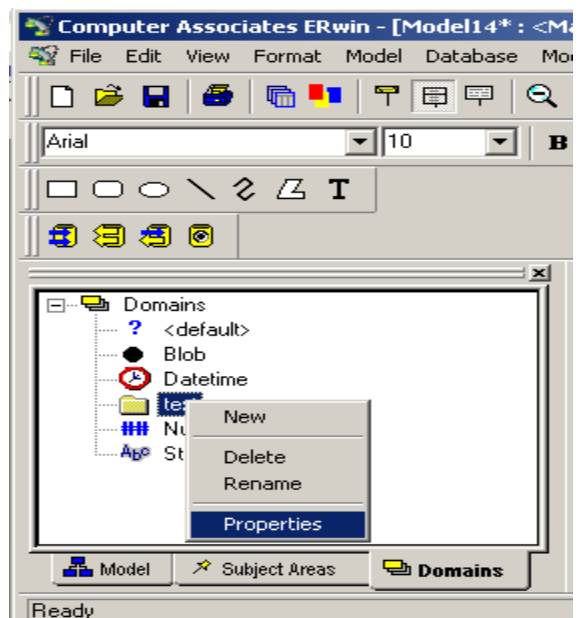 Computer Associates ERwin - [Model14* : <Ma
File Edit View Format Model Database Mo
Arial 10 B
T
Domains
? <default>
Blob
Datetime
New
Delete
Rename
Properties
Model Subject Areas Domains
Ready